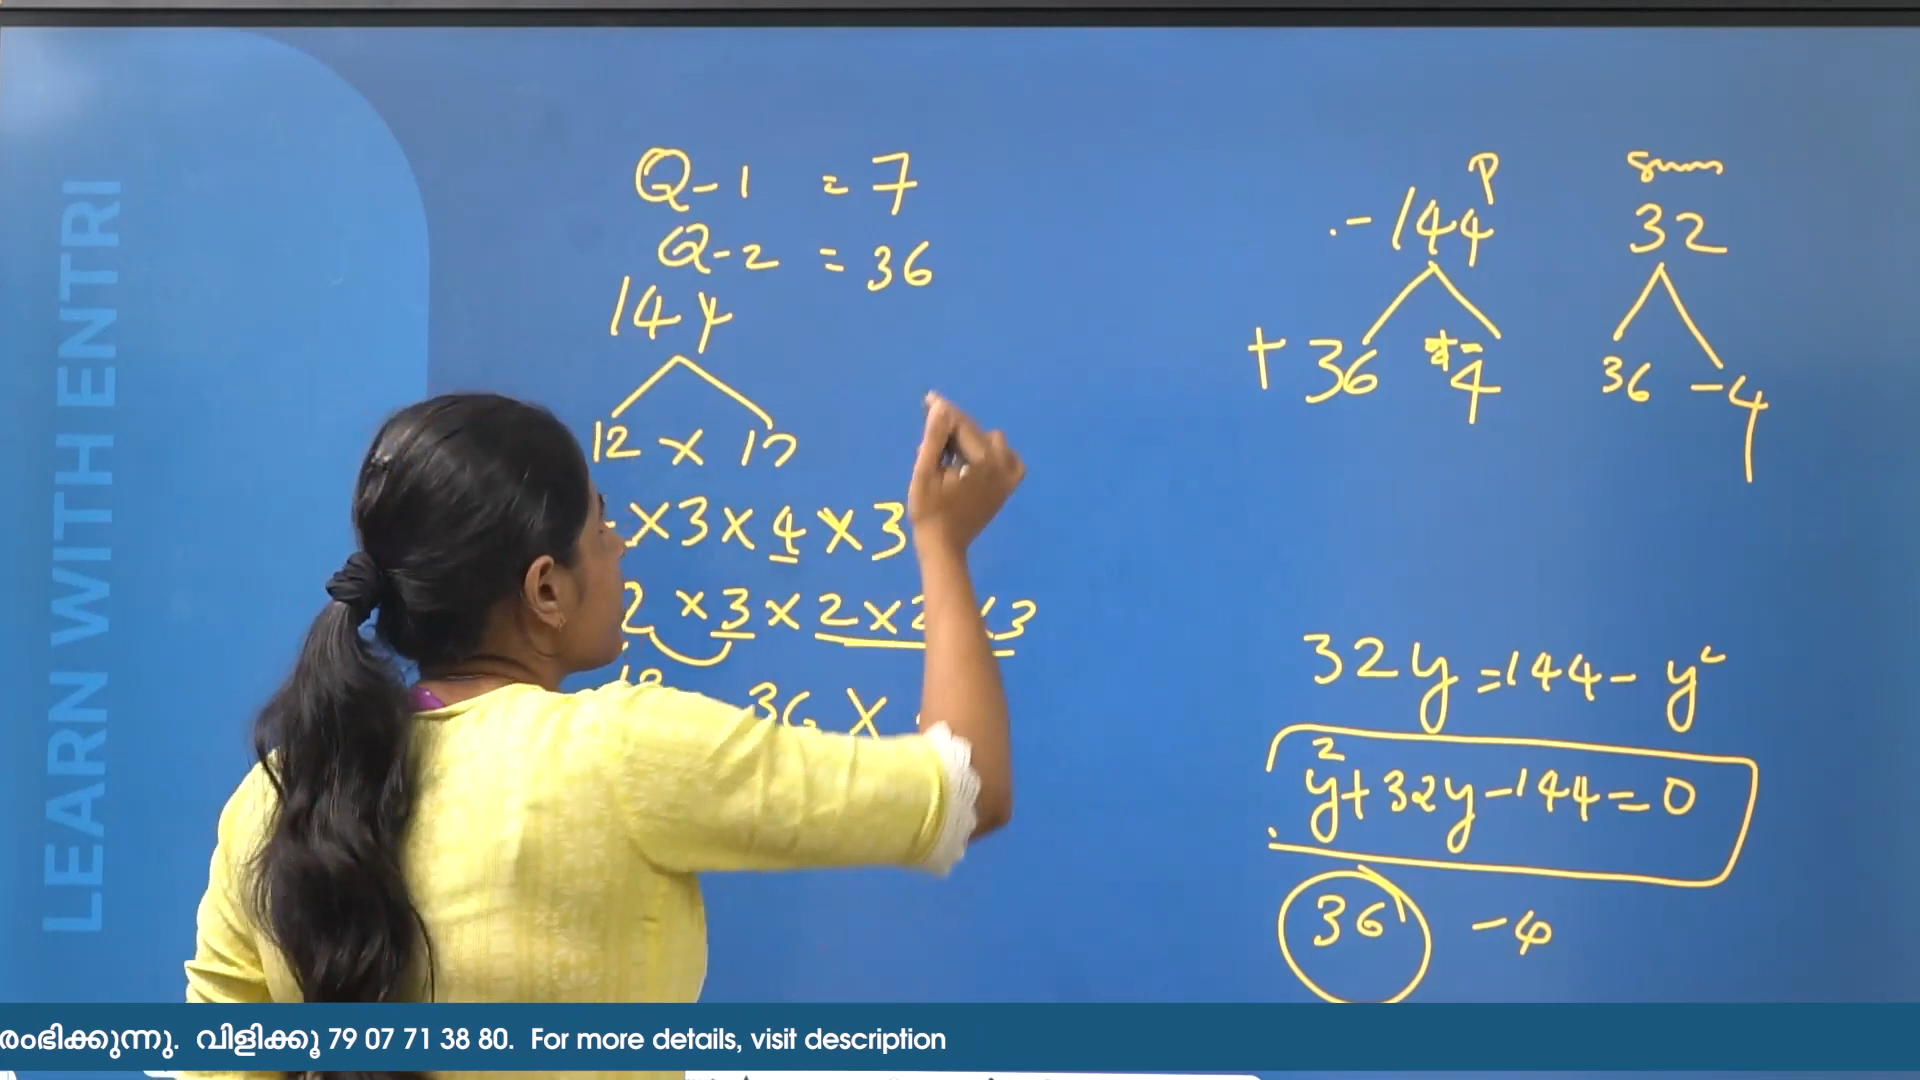 LEARN WITH ENTRI
Q-1 = 7
Q-2 = 36
144
12 × 12
×3×4×3
2 ×3×2×2×3
36 ×
P
sum
-144
32
+36
-4
36 -4
32y=144-y²
y²+32y-144=0
36 -4
രംഭിക്കുന്നു. വിളിക്കൂ 79 07 71 38 80. For more details, visit description